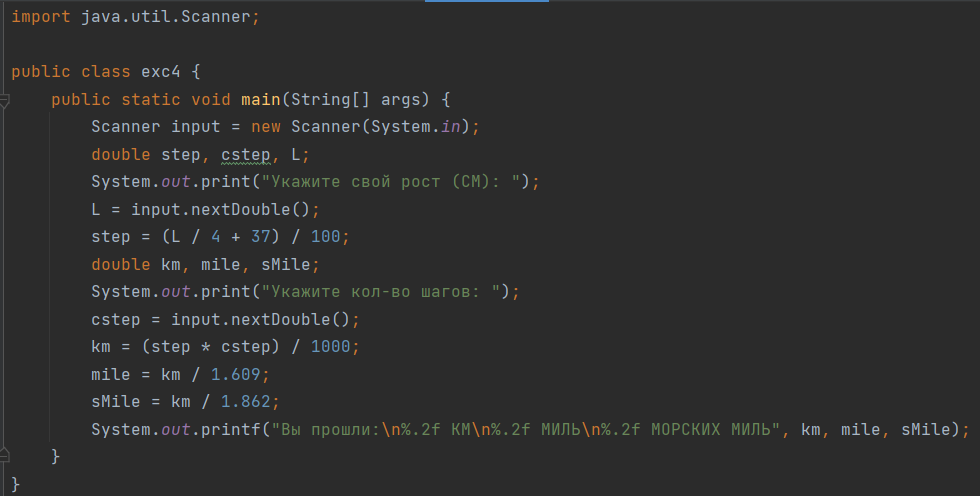 import java.util.Scanner;
public class exc4 {
public static void main(String[] args) {
Scanner input = new Scanner(System.in);
double step, cstep, L;
System.out.print("Укажите свой рост (СМ): ");
L = input.nextDouble();
step = (L / 4 + 37) / 100;
double km, mile, sMile;
System.out.print("Укажите кол-во шагов: ");
cstep = input.nextDouble();
km = (step * cstep) / 1000;
mile = km / 1.609;
sMile = km / 1.862;
System.out.printf("Вы прошли:\n%.2f КМ\n%.2f МИЛЬ\n%.2f МОРСКИХ МИЛЬ", km, mile, sMile);
}
}